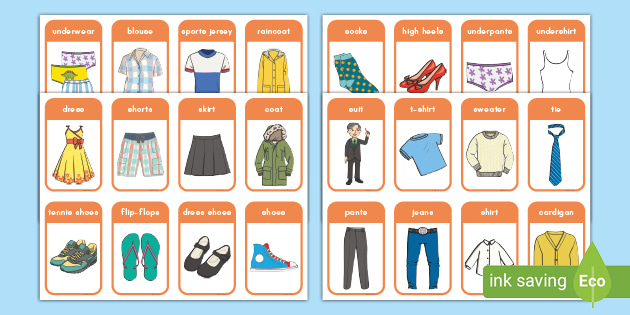 underwear blouse sports jersey raincoat
socks high heels underpants undershirt
dress shorts skirt coat
suit t-shirt sweater tie
tennis shoes flip-flops dress shoes shoes
pants jeans shirt cardigan
ink saving Eco